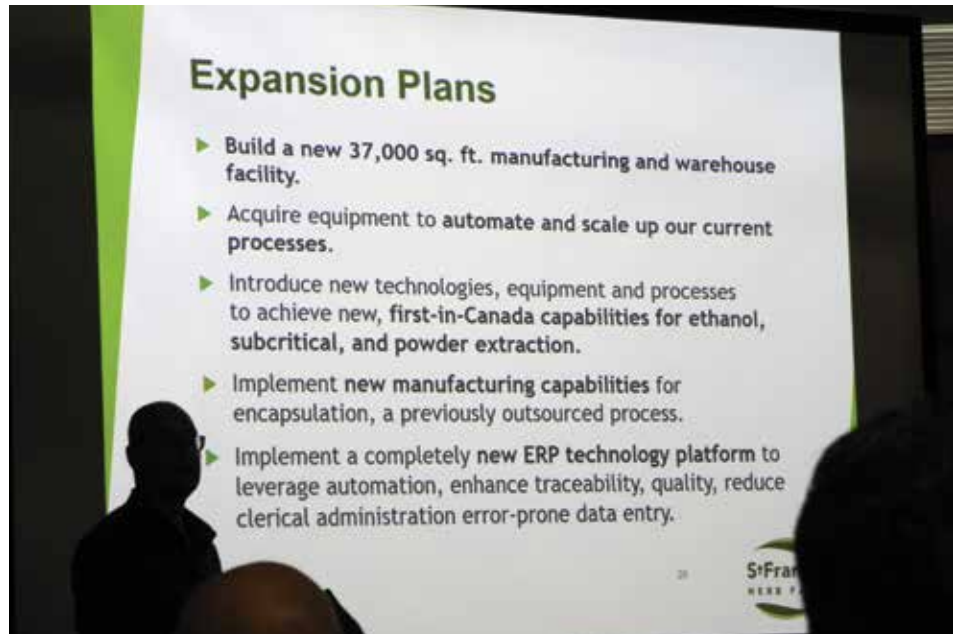 Expansion Plans
Build a new 37,000 sq. ft. manufacturing and warehouse
facility.
Acquire equipment to automate and scale up our current
processes.
Introduce new technologies, equipment and processes
to achieve new, first-in-Canada capabilities for ethanol,
subcritical, and powder extraction.
Implement new manufacturing capabilities for
encapsulation, a previously outsourced process.
Implement a completely new ERP technology platform to
leverage automation, enhance traceability, quality, reduce
clerical administration error-prone data entry.
HERB